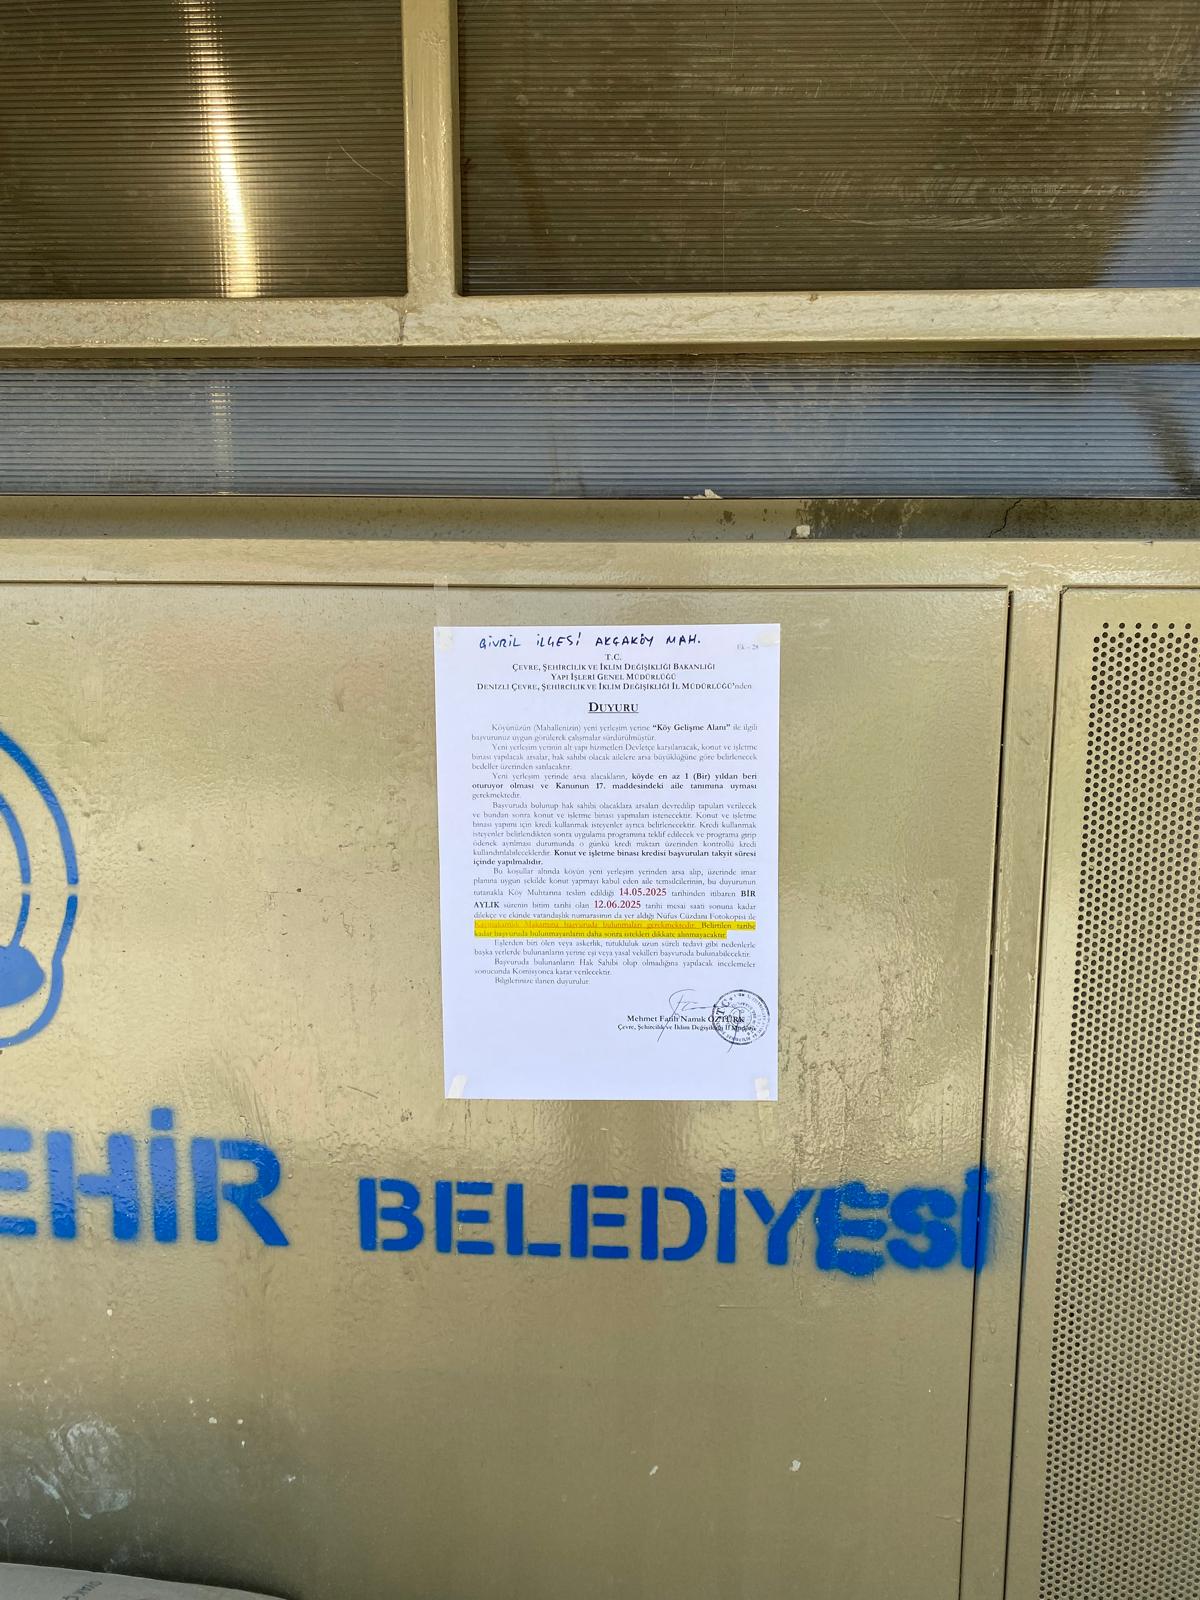 ÇİVRİL İLÇESİ AKÇAKÖY MAH.
Ek – 28
T.C.
ÇEVRE, ŞEHİRCİLİK VE İKLİM DEĞİŞİKLİĞİ BAKANLIĞI
YAPI İŞLERİ GENEL MÜDÜRLÜĞÜ
DENİZLİ ÇEVRE, ŞEHİRCİLİK VE İKLİM DEĞİŞİKLİĞİ İL MÜDÜRLÜĞÜ'nden
DUYURU
Köyünüzün (Mahallenizin) yeni yerleşim yerine "Köy Gelişme Alanı" ile ilgili
başvurunuz uygun görülerek çalışmalar sürdürülmüştür.
Yeni yerleşim yerinin alt yapı hizmetleri Devletçe karşılanacak, konut ve işletme
binası yapılacak arsalar, hak sahibi olacak ailelere arsa büyüklüğüne göre belirlenecek
bedeller üzerinden satılacaktır.
Yeni yerleşim yerinde arsa alacakların, köyde en az 1 (Bir) yıldan beri
oturuyor olması ve Kanunun 17. maddesindeki aile tanımına uyması
gerekmektedir.
Başvuruda bulunup hak sahibi olacaklara arsaları devredilip tapuları verilecek
ve bundan sonra konut ve işletme binası yapmaları istenecektir. Konut ve işletme
binası yapımı için kredi kullanmak isteyenler ayrıca belirlenecektir. Kredi kullanmak
isteyenler belirlendikten sonra uygulama programına teklif edilecek ve programa girip
ödenek ayrılması durumunda o günkü kredi miktarı üzerinden kontrollü kredi
kullandırılabileceklerdir. Konut ve işletme binası kredisi başvuruları takyit süresi
içinde yapılmalıdır.
Bu koşullar altında köyün yeni yerleşim yerinden arsa alıp, üzerinde imar
planına uygun şekilde konut yapmayı kabul eden aile temsilcilerinin, bu duyurunun
tutanakla Köy Muhtarına teslim edildiği 14.05.2025 tarihinden itibaren BİR
AYLIK sürenin bitim tarihi olan 12.06.2025 tarihi mesai saati sonuna kadar
dilekçe ve ekinde vatandaşlık numarasının da yer aldığı Nüfus Cüzdanı Fotokopisi ile
Kaymakamlık Makamına başvuruda bulunmaları gerekmektedir. Belirtilen tarihe
kadar başvuruda bulunmayanların daha sonra istekleri dikkate alınmayacaktır.
Eşlerden biri ölen veya askerlik, tutukluluk uzun süreli tedavi gibi nedenlerle
başka yerlerde bulunanların yerine eşi veya yasal vekilleri başvuruda bulunabilecektir.
Başvuruda bulunanların Hak Sahibi olup olmadığına yapılacak incelemeler
sonucunda Komisyonca karar verilecektir.
Bilgilerinize ilanen duyurulur.
Mehmet Fatih Namık ÖZTÜRK
Çevre, Şehircilik ve İklim Değişikliği İl Müdürü
EHİR BELEDİYESİ